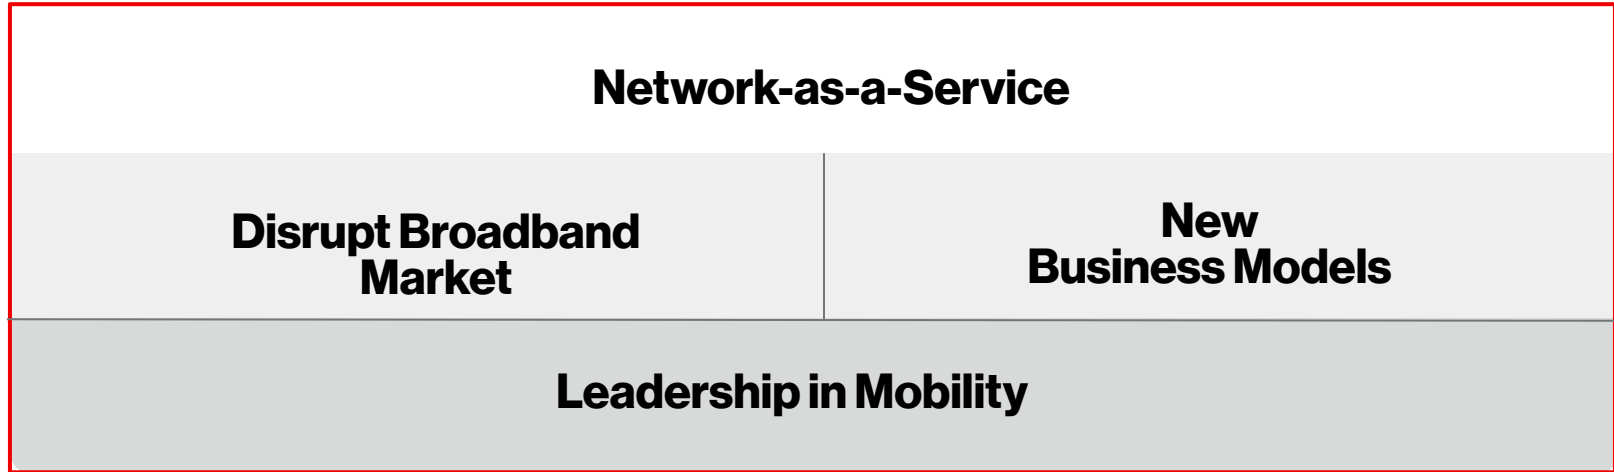 Network-as-a-Service
Disrupt Broadband
Market
New
Business Models
Leadership in Mobility